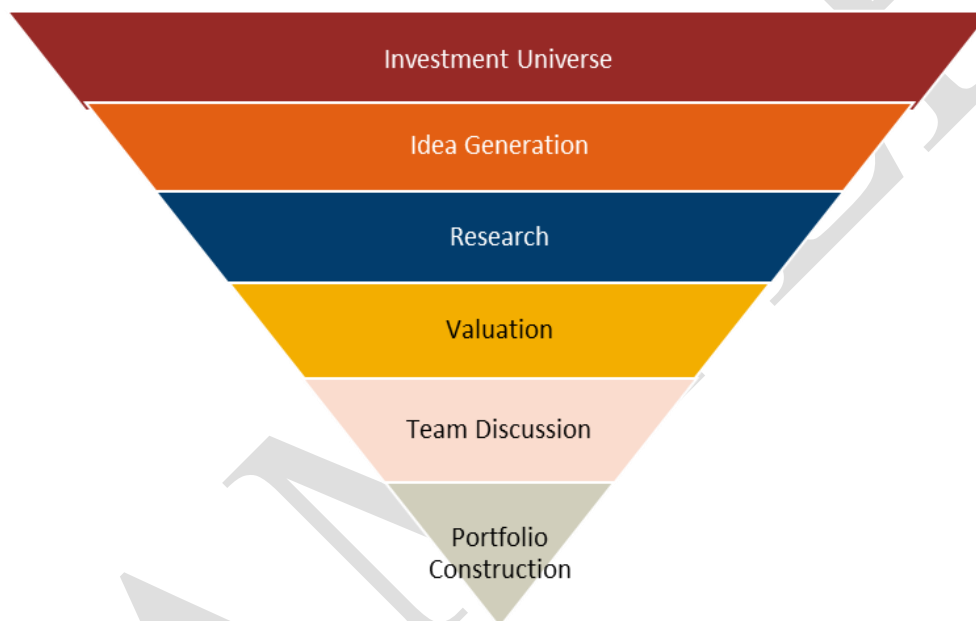 Investment Universe
Idea Generation
Research
Valuation
Team Discussion
Portfolio
Construction